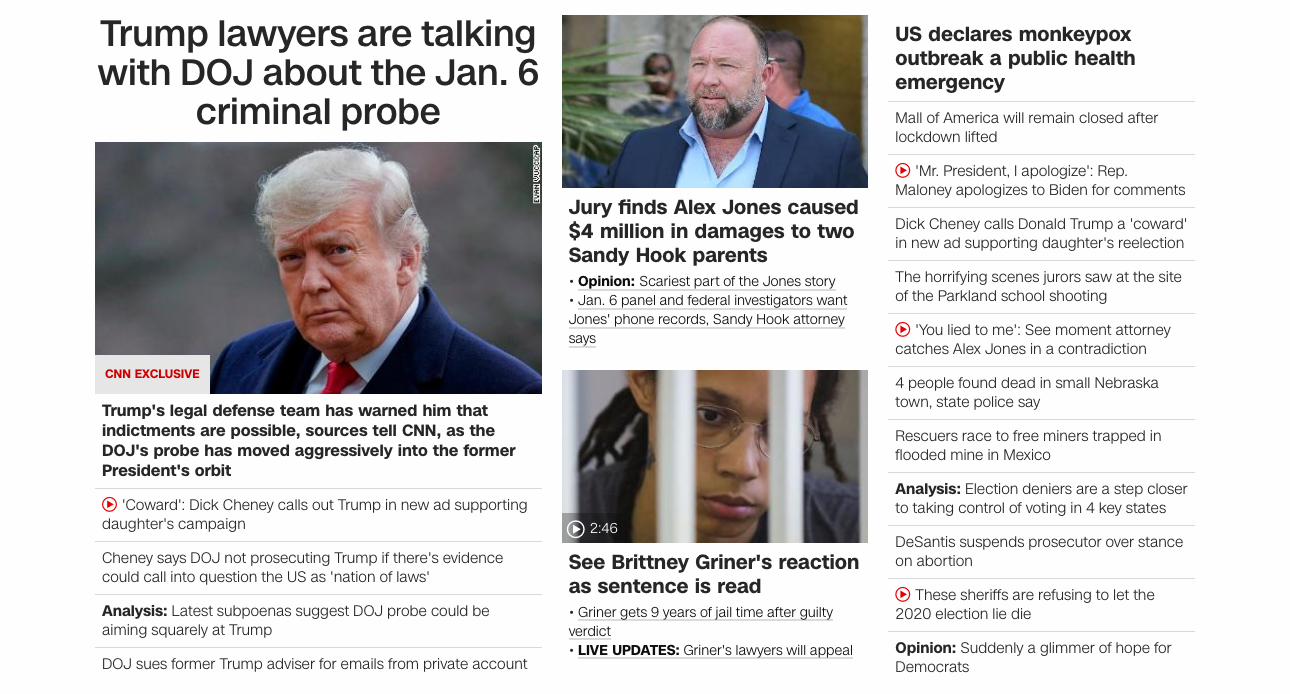 Trump lawyers are talking
with DOJ about the Jan. 6
criminal probe
EVAN VUCCI/AP
CNN EXCLUSIVE
Trump's legal defense team has warned him that
indictments are possible, sources tell CNN, as the
DOJ's probe has moved aggressively into the former
President's orbit
'Coward': Dick Cheney calls out Trump in new ad supporting
daughter's campaign
Cheney says DOJ not prosecuting Trump if there's evidence
could call into question the US as 'nation of laws'
Analysis: Latest subpoenas suggest DOJ probe could be
aiming squarely at Trump
DOJ sues former Trump adviser for emails from private account
Jury finds Alex Jones caused
$4 million in damages to two
Sandy Hook parents
• Opinion: Scariest part of the Jones story
• Jan. 6 panel and federal investigators want
Jones' phone records, Sandy Hook attorney
says
2:46
See Brittney Griner's reaction
as sentence is read
• Griner gets 9 years of jail time after guilty
verdict
• LIVE UPDATES: Griner's lawyers will appeal
US declares monkeypox
outbreak a public health
emergency
Mall of America will remain closed after
lockdown lifted
'Mr. President, I apologize': Rep.
Maloney apologizes to Biden for comments
Dick Cheney calls Donald Trump a 'coward'
in new ad supporting daughter's reelection
The horrifying scenes jurors saw at the site
of the Parkland school shooting
'You lied to me': See moment attorney
catches Alex Jones in a contradiction
4 people found dead in small Nebraska
town, state police say
Rescuers race to free miners trapped in
flooded mine in Mexico
Analysis: Election deniers are a step closer
to taking control of voting in 4 key states
DeSantis suspends prosecutor over stance
on abortion
These sheriffs are refusing to let the
2020 election lie die
Opinion: Suddenly a glimmer of hope for
Democrats